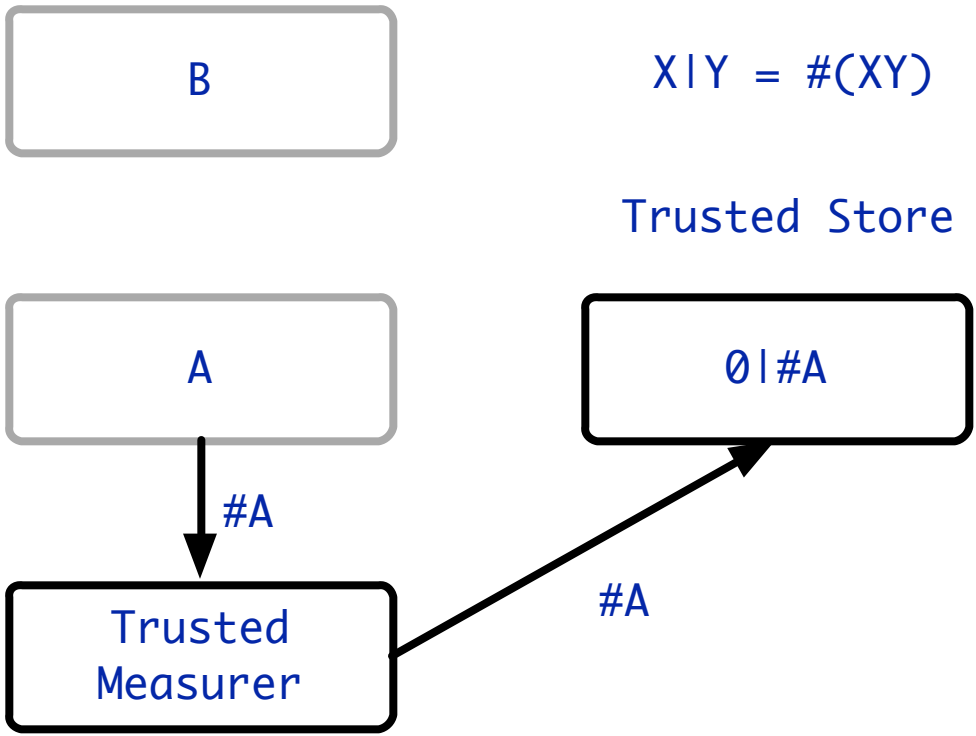 B
X|Y = #(XY)
Trusted Store
A
0|#A
#A
#A
Trusted
Measurer